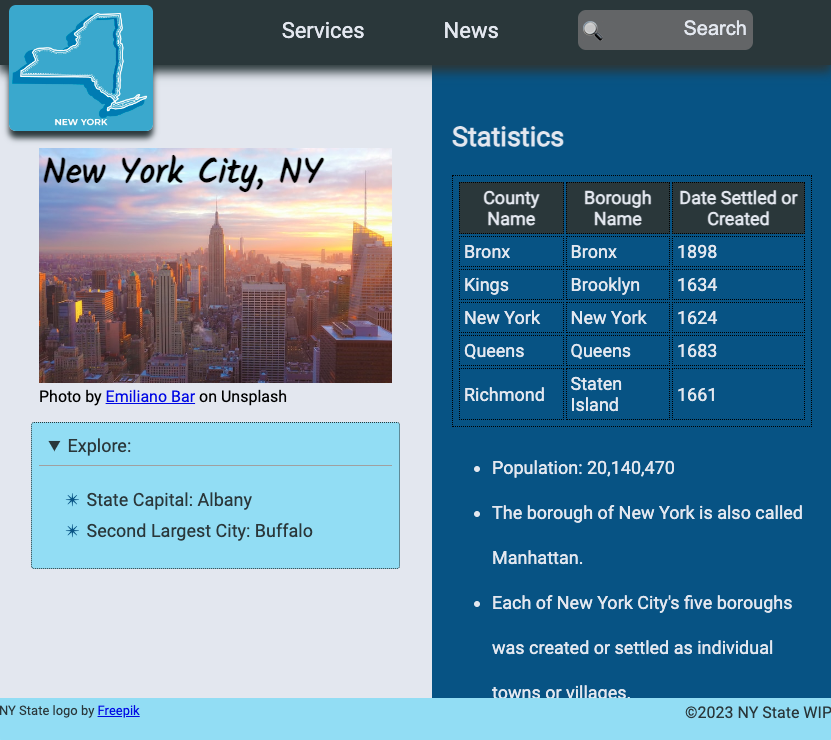 Services
News
Search
NEW YORK
New York City, NY
Photo by Emiliano Bar on Unsplash
▼ Explore:
✴ State Capital: Albany
✴ Second Largest City: Buffalo
Statistics
County Name Borough Name Date Settled or Created
Bronx Bronx 1898
Kings Brooklyn 1634
New York New York 1624
Queens Queens 1683
Richmond Staten Island 1661
• Population: 20,140,470
• The borough of New York is also called
Manhattan.
• Each of New York City's five boroughs
was created or settled as individual
towns or villages.
NY State logo by Freepik
©2023 NY State WIP